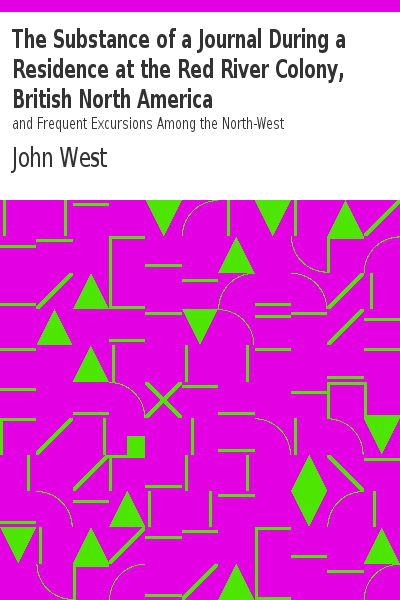 The Substance of a Journal During a
Residence at the Red River Colony,
British North America
and Frequent Excursions Among the North-West
John West